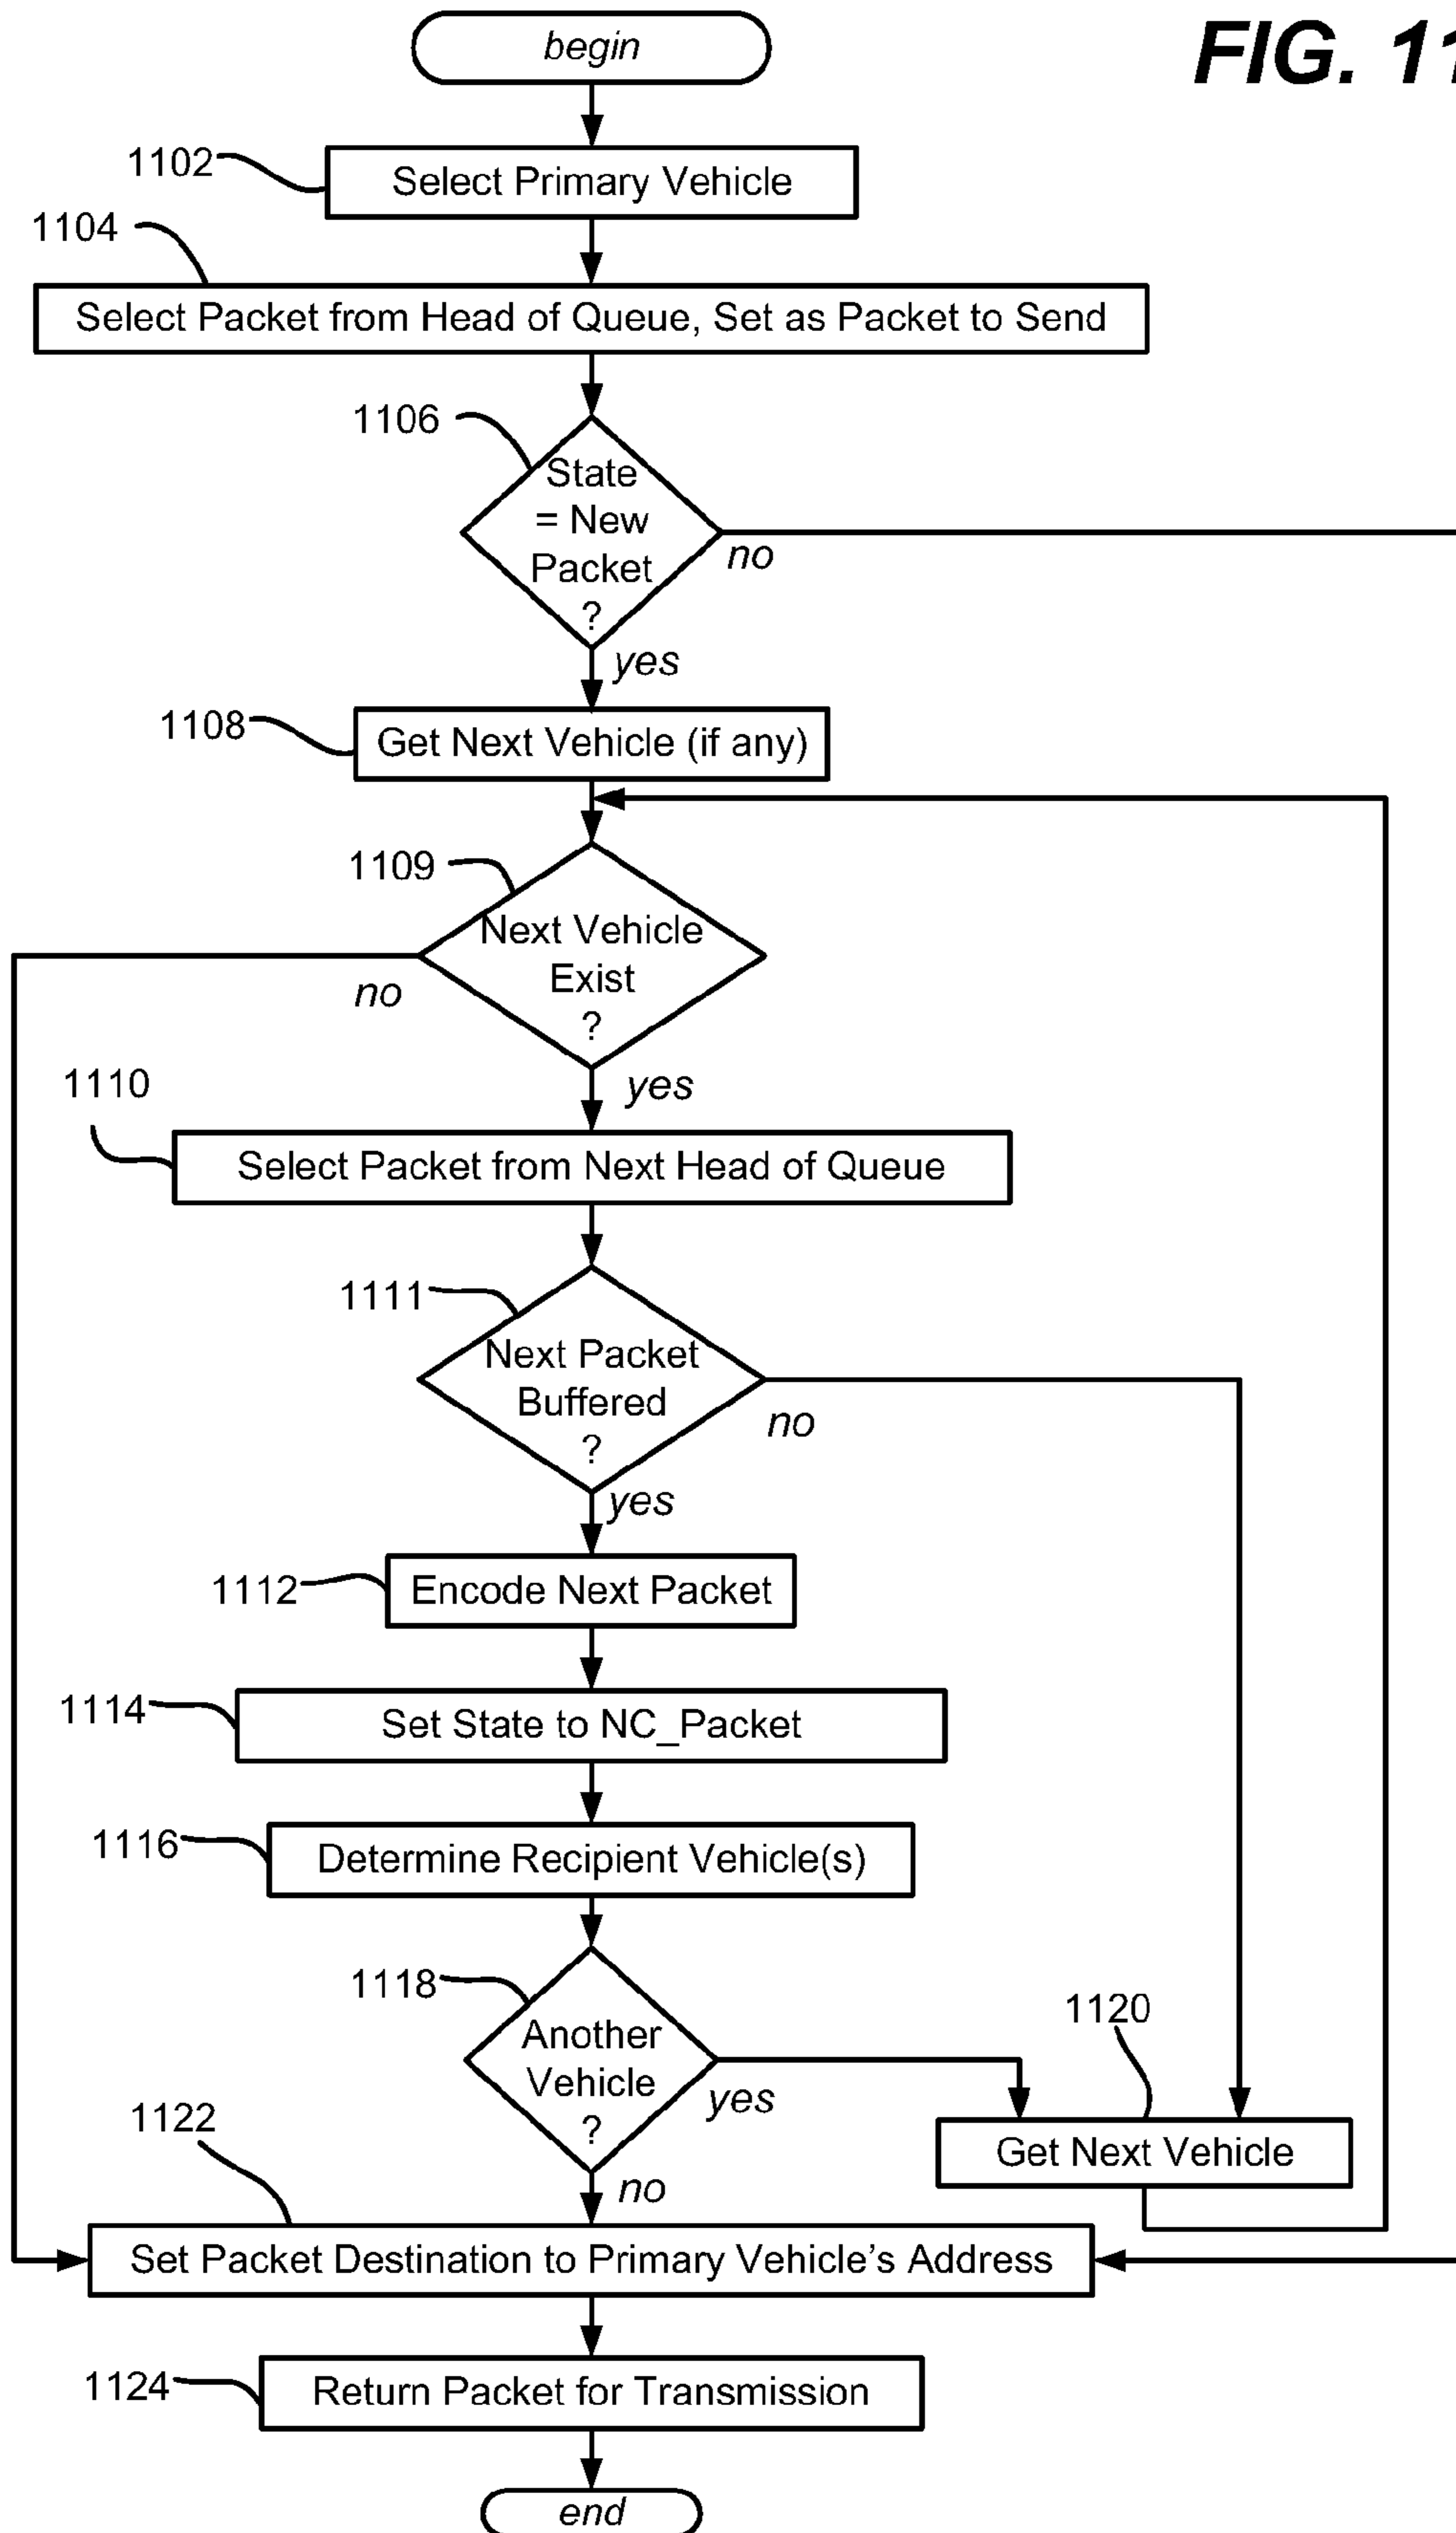 FIG. 11
begin
1102
Select Primary Vehicle
1104
Select Packet from Head of Queue, Set as Packet to Send
1106
State
= New
Packet
?
no
yes
1108
Get Next Vehicle (if any)
1109
Next Vehicle
Exist
?
no
yes
1110
Select Packet from Next Head of Queue
1111
Next Packet
Buffered
?
no
yes
1112
Encode Next Packet
1114
Set State to NC_Packet
1116
Determine Recipient Vehicle(s)
1118
Another
Vehicle
?
yes
no
1120
Get Next Vehicle
1122
Set Packet Destination to Primary Vehicle’s Address
1124
Return Packet for Transmission
end